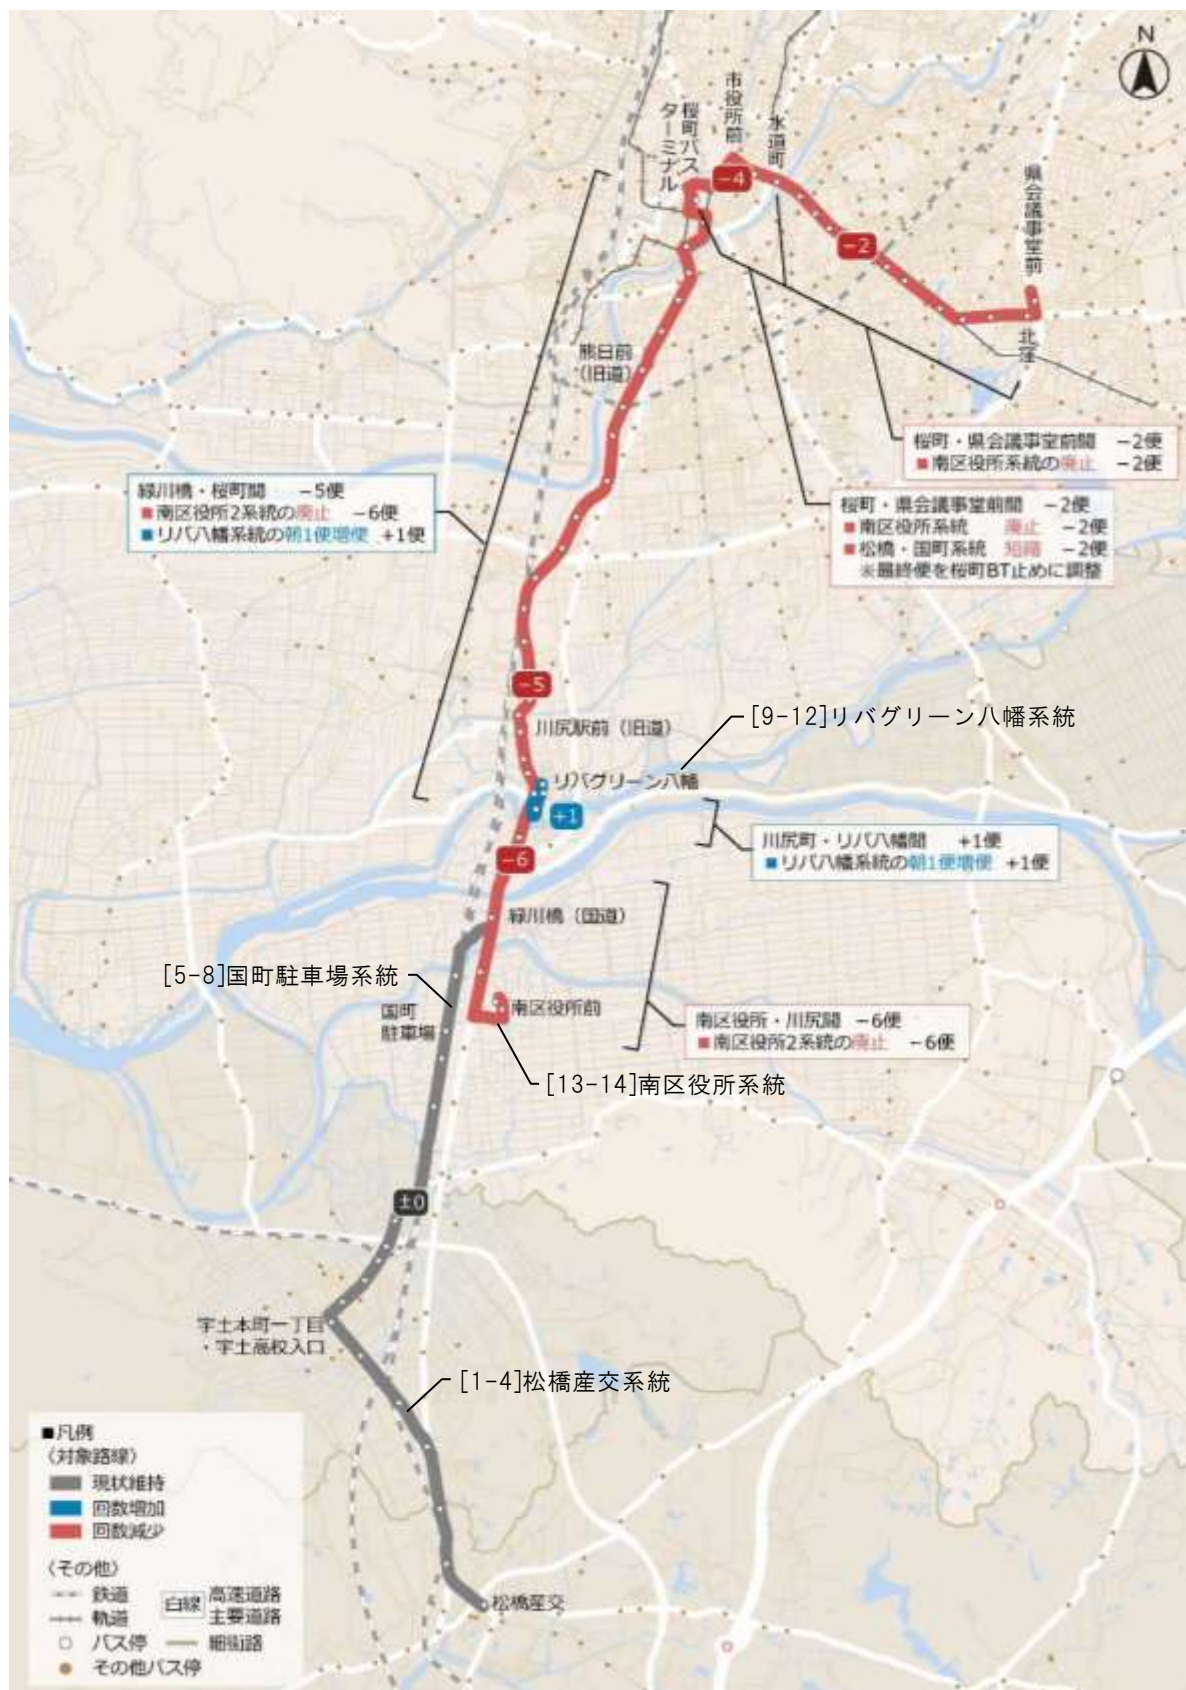 N
市役所前
水道町
桜町バス
ターミナル
県会議事堂前
-4
-2
北窪
熊日前
(旧道)
桜町・県会議事堂前間 -2便
■南区役所系統の廃止 -2便
緑川橋・桜町間 -5便
■南区役所2系統の廃止 -6便
■リバ八幡系統の朝1便増便 +1便
桜町・県会議事堂前間 -2便
■南区役所系統 廃止 -2便
■松橋・国町系統 短縮 -2便
※最終便を桜町BT止めに調整
-5
[9-12]リバグリーン八幡系統
川尻駅前(旧道)
リバグリーン八幡
+1
川尻町・リバ八幡間 +1便
■リバ八幡系統の朝1便増便 +1便
-6
緑川橋(国道)
[5-8]国町駐車場系統
国町
駐車場
南区役所前
南区役所・川尻間 -6便
■南区役所2系統の廃止 -6便
[13-14]南区役所系統
±0
宇土本町一丁目
・宇土高校入口
[1-4]松橋産交系統
■凡例
〈対象路線〉
現状維持
回数増加
回数減少
〈その他〉
鉄道 白線 高速道路
軌道 主要道路
バス停 細街路
その他バス停
松橋産交